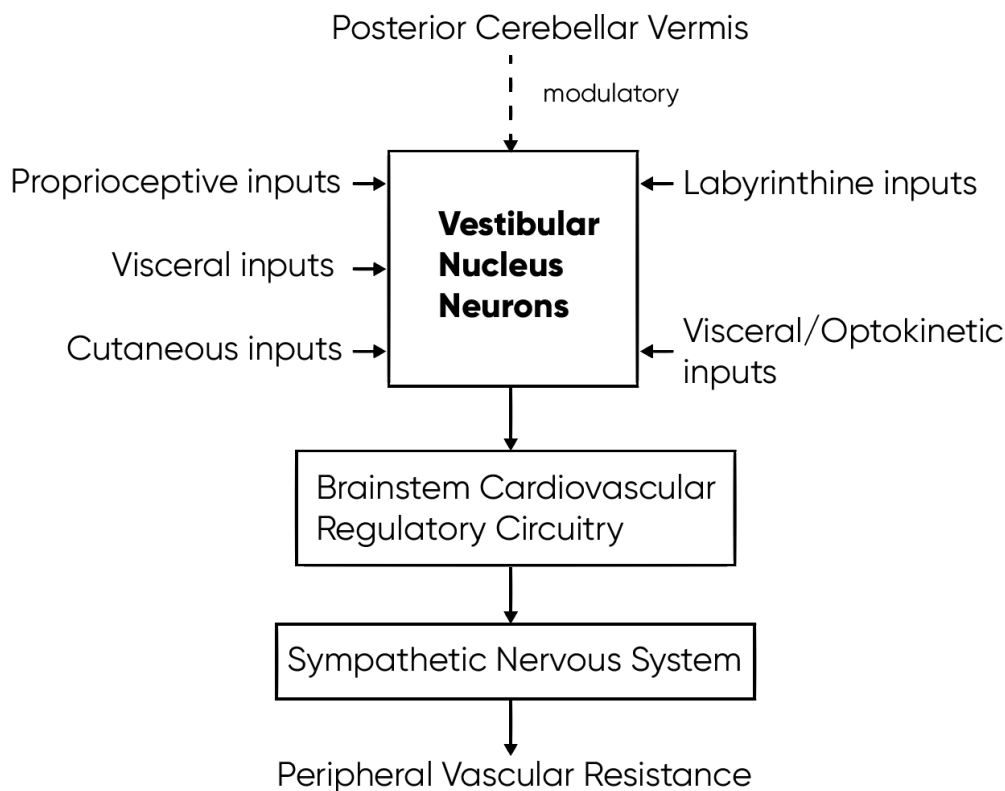 Posterior Cerebellar Vermis
modulatory
Proprioceptive inputs
Labyrinthine inputs
Vestibular
Nucleus
Neurons
Visceral inputs
Cutaneous inputs
Visceral/Optokinetic
inputs
Brainstem Cardiovascular
Regulatory Circuitry
Sympathetic Nervous System
Peripheral Vascular Resistance